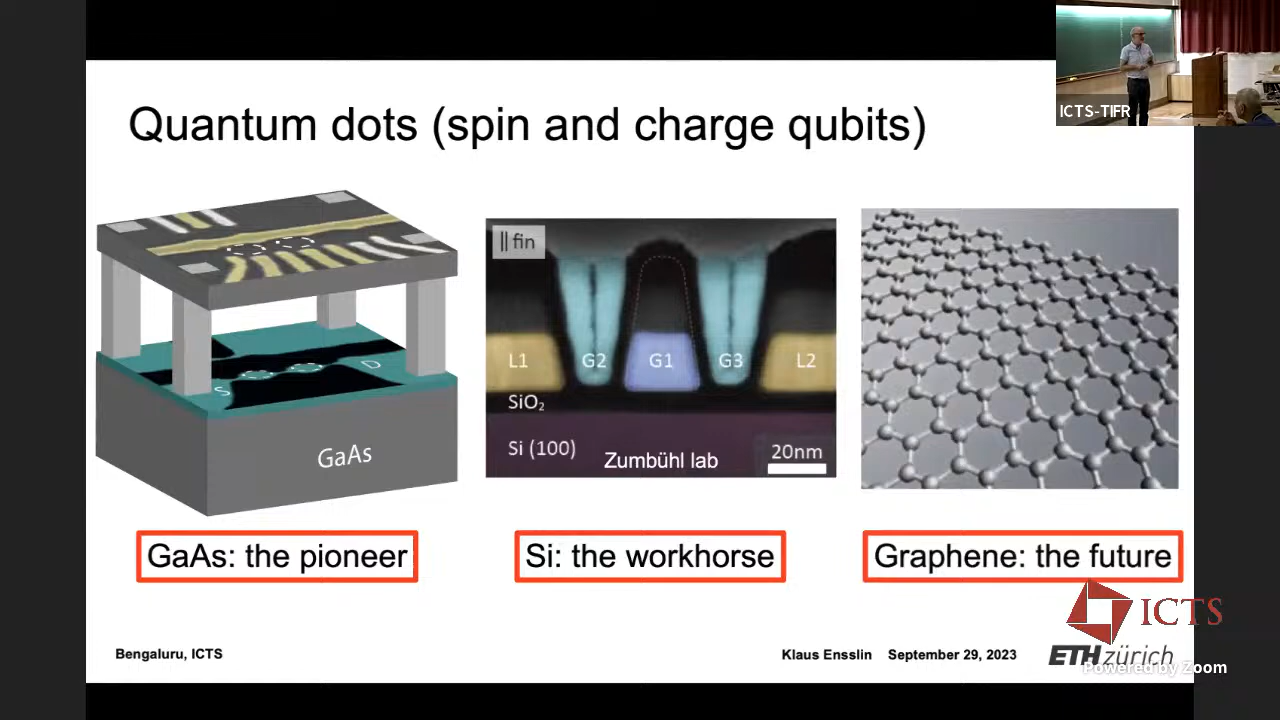 ICTS-TIFR
Quantum dots (spin and charge qubits)
S
D
GaAs
|| fin
L1
G2
G1
G3
L2
SiO₂
Si (100)
Zumbühl lab
20nm
GaAs: the pioneer
Si: the workhorse
Graphene: the future
ICTS
Bengaluru, ICTS
Klaus Ensslin September 29, 2023
ETH zürich
Powered by Zoom